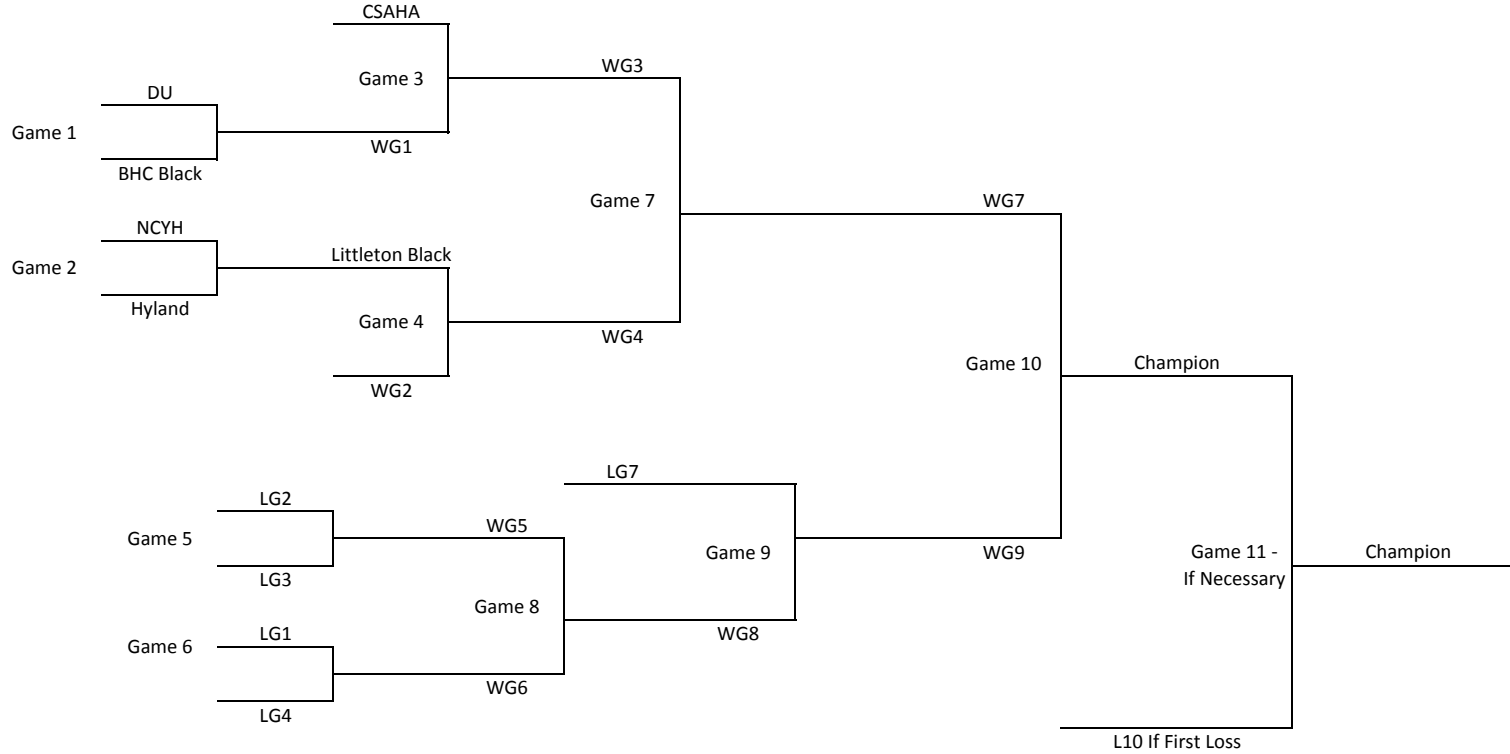 CSAHA
Game 3
WG3
DU
Game 1
WG1
BHC Black
Game 7
WG7
NCYH
Littleton Black
Game 2
Hyland
Game 4
WG4
WG2
Game 10
Champion
LG7
LG2
WG5
Game 5
Game 9
WG9
Game 11 -
If Necessary
Champion
LG3
Game 8
LG1
Game 6
WG8
WG6
LG4
L10 If First Loss